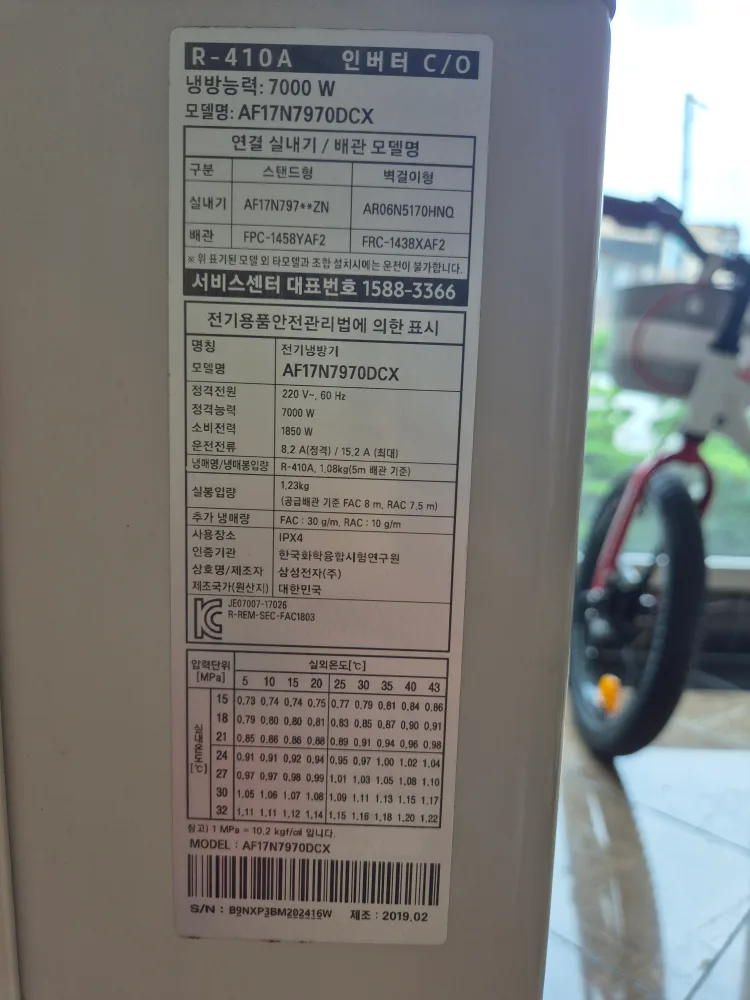 R-410A 인버터 C/O
냉방능력: 7000 W
모델명: AF17N7970DCX
연결 실내기 / 배관 모델명
구분 스탠드형 벽걸이형
실내기 AF17N797**ZN AR06N5170HNQ
배관 FPC-1458YAF2 FRC-1438XAF2
※ 위 표기된 모델 외 타모델과 조합 설치시에는 운전이 불가합니다.
서비스센터 대표번호 1588-3366
전기용품안전관리법에 의한 표시
명칭 전기냉방기
모델명 AF17N7970DCX
정격전원 220 V~, 60 Hz
정격능력 7000 W
소비전력 1850 W
운전전류 8.2 A(정격) / 15.2 A (최대)
냉매명/냉매봉입량 R-410A, 1.08kg(5m 배관 기준)
실봉입량 1.23kg
(공급배관 기준 FAC 8 m, RAC 7.5 m)
추가 냉매량 FAC : 30 g/m, RAC : 10 g/m
사용장소 IPX4
인증기관 한국화학융합시험연구원
상호명/제조자 삼성전자(주)
제조국가(원산지) 대한민국
JE07007-17026
R-REM-SEC-FAC1803
압력단위 [MPa] 실외온도[℃]
5 10 15 20 25 30 35 40 43
실내온도[℃]
15 0.73 0.74 0.74 0.75 0.77 0.79 0.81 0.84 0.86
18 0.79 0.80 0.80 0.81 0.83 0.85 0.87 0.90 0.91
21 0.85 0.86 0.86 0.88 0.89 0.91 0.94 0.96 0.98
24 0.91 0.91 0.92 0.94 0.95 0.97 1.00 1.02 1.04
27 0.97 0.97 0.98 0.99 1.01 1.03 1.05 1.08 1.10
30 1.05 1.06 1.07 1.08 1.09 1.11 1.13 1.15 1.17
32 1.11 1.11 1.12 1.14 1.15 1.16 1.18 1.20 1.22
참고) 1 MPa = 10.2 kgf/㎠ 입니다.
MODEL : AF17N7970DCX
S/N : B9NXP3BM202416W 제조 : 2019.02